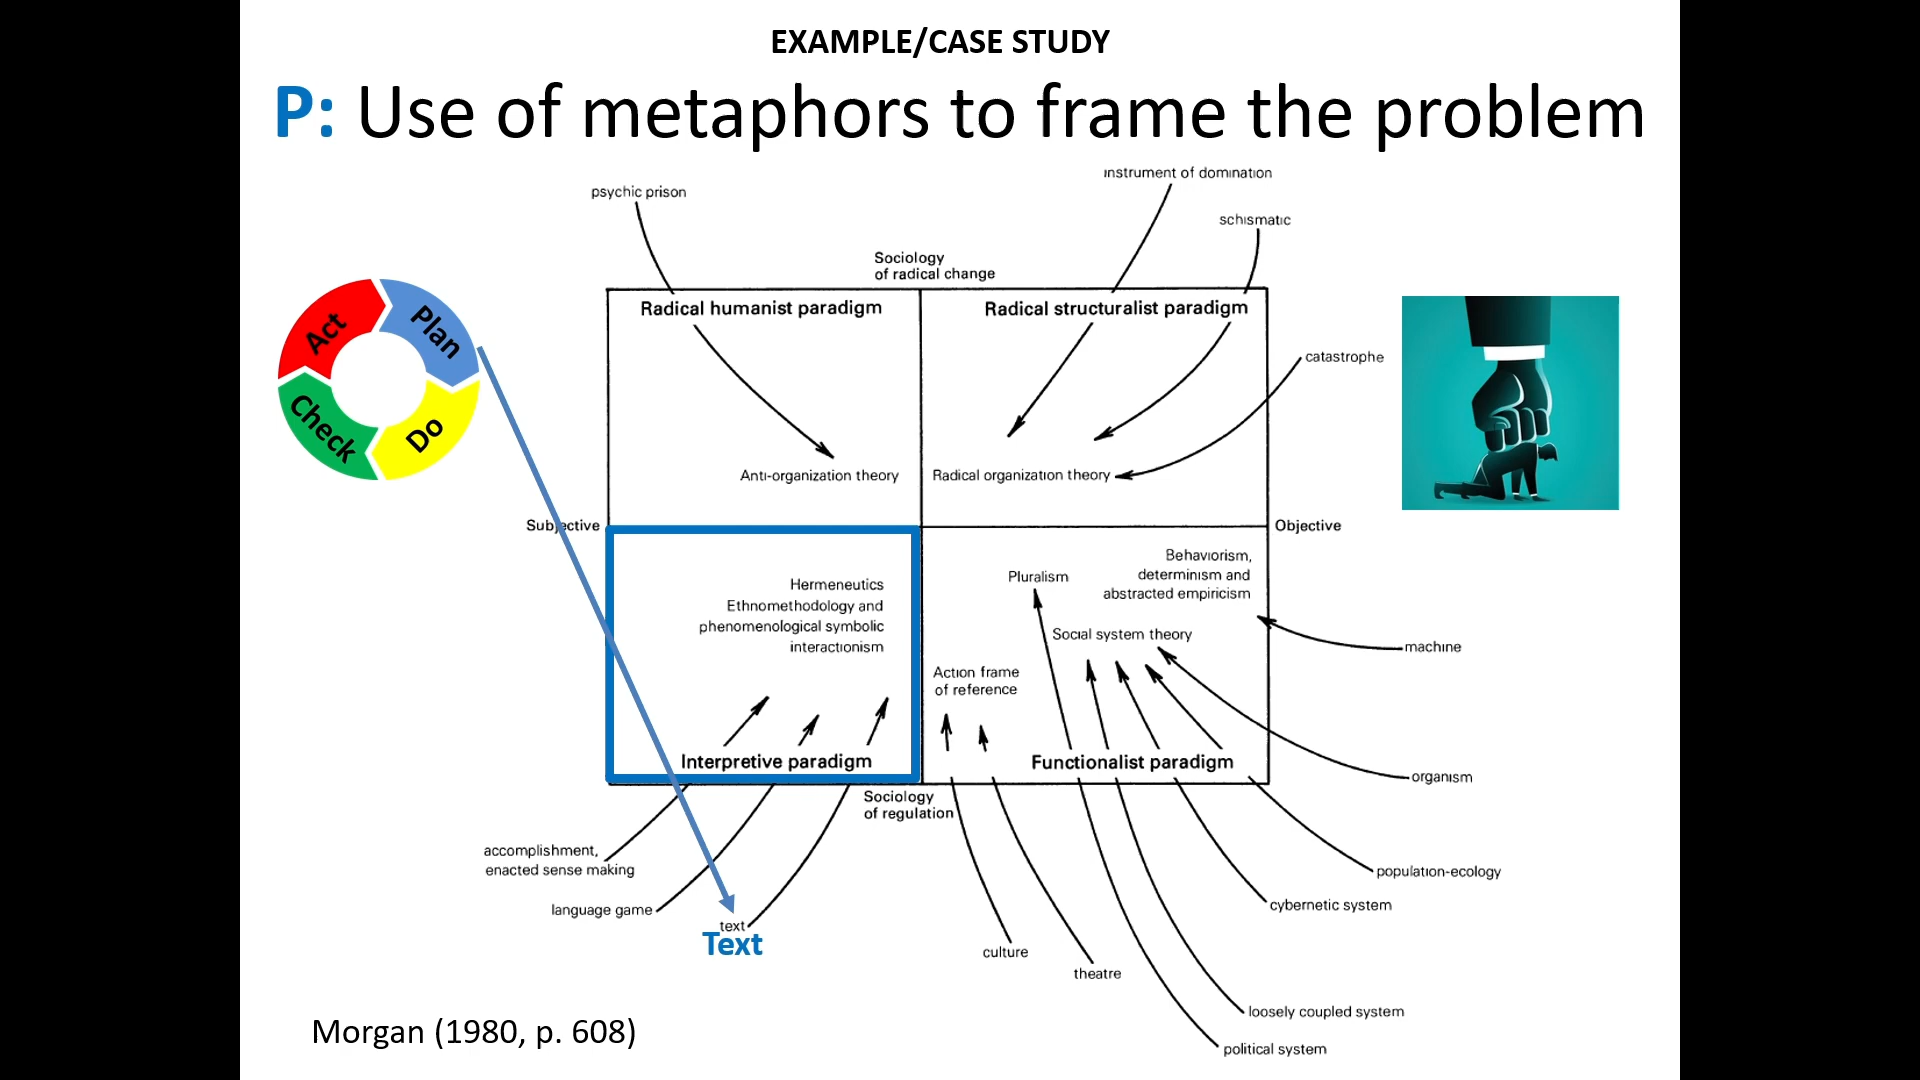 EXAMPLE/CASE STUDY
P: Use of metaphors to frame the problem
instrument of domination
psychic prison
schismatic
Sociology
of radical change
Radical humanist paradigm
Radical structuralist paradigm
Act
Plan
Check
Do
catastrophe
Anti-organization theory
Radical organization theory
Subjective
Objective
Hermeneutics
Ethnomethodology and
phenomenological symbolic
interactionism
Pluralism
Behaviorism,
determinism and
abstracted empiricism
Social system theory
machine
Action frame
of reference
Interpretive paradigm
Functionalist paradigm
organism
Sociology
of regulation
accomplishment,
enacted sense making
population-ecology
language game
cybernetic system
text
Text
culture
theatre
loosely coupled system
political system
Morgan (1980, p. 608)